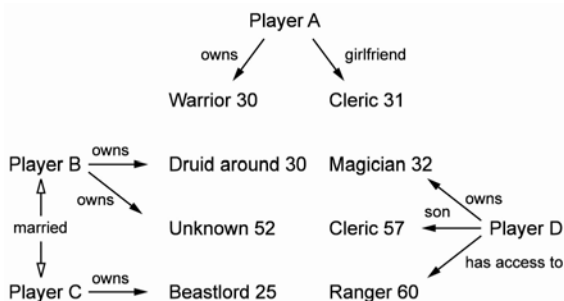 Player A
owns girlfriend
Warrior 30 Cleric 31
Player B owns Druid around 30 Magician 32
owns owns
married Unknown 52 Cleric 57 son Player D
has access to
Player C owns Beastlord 25 Ranger 60